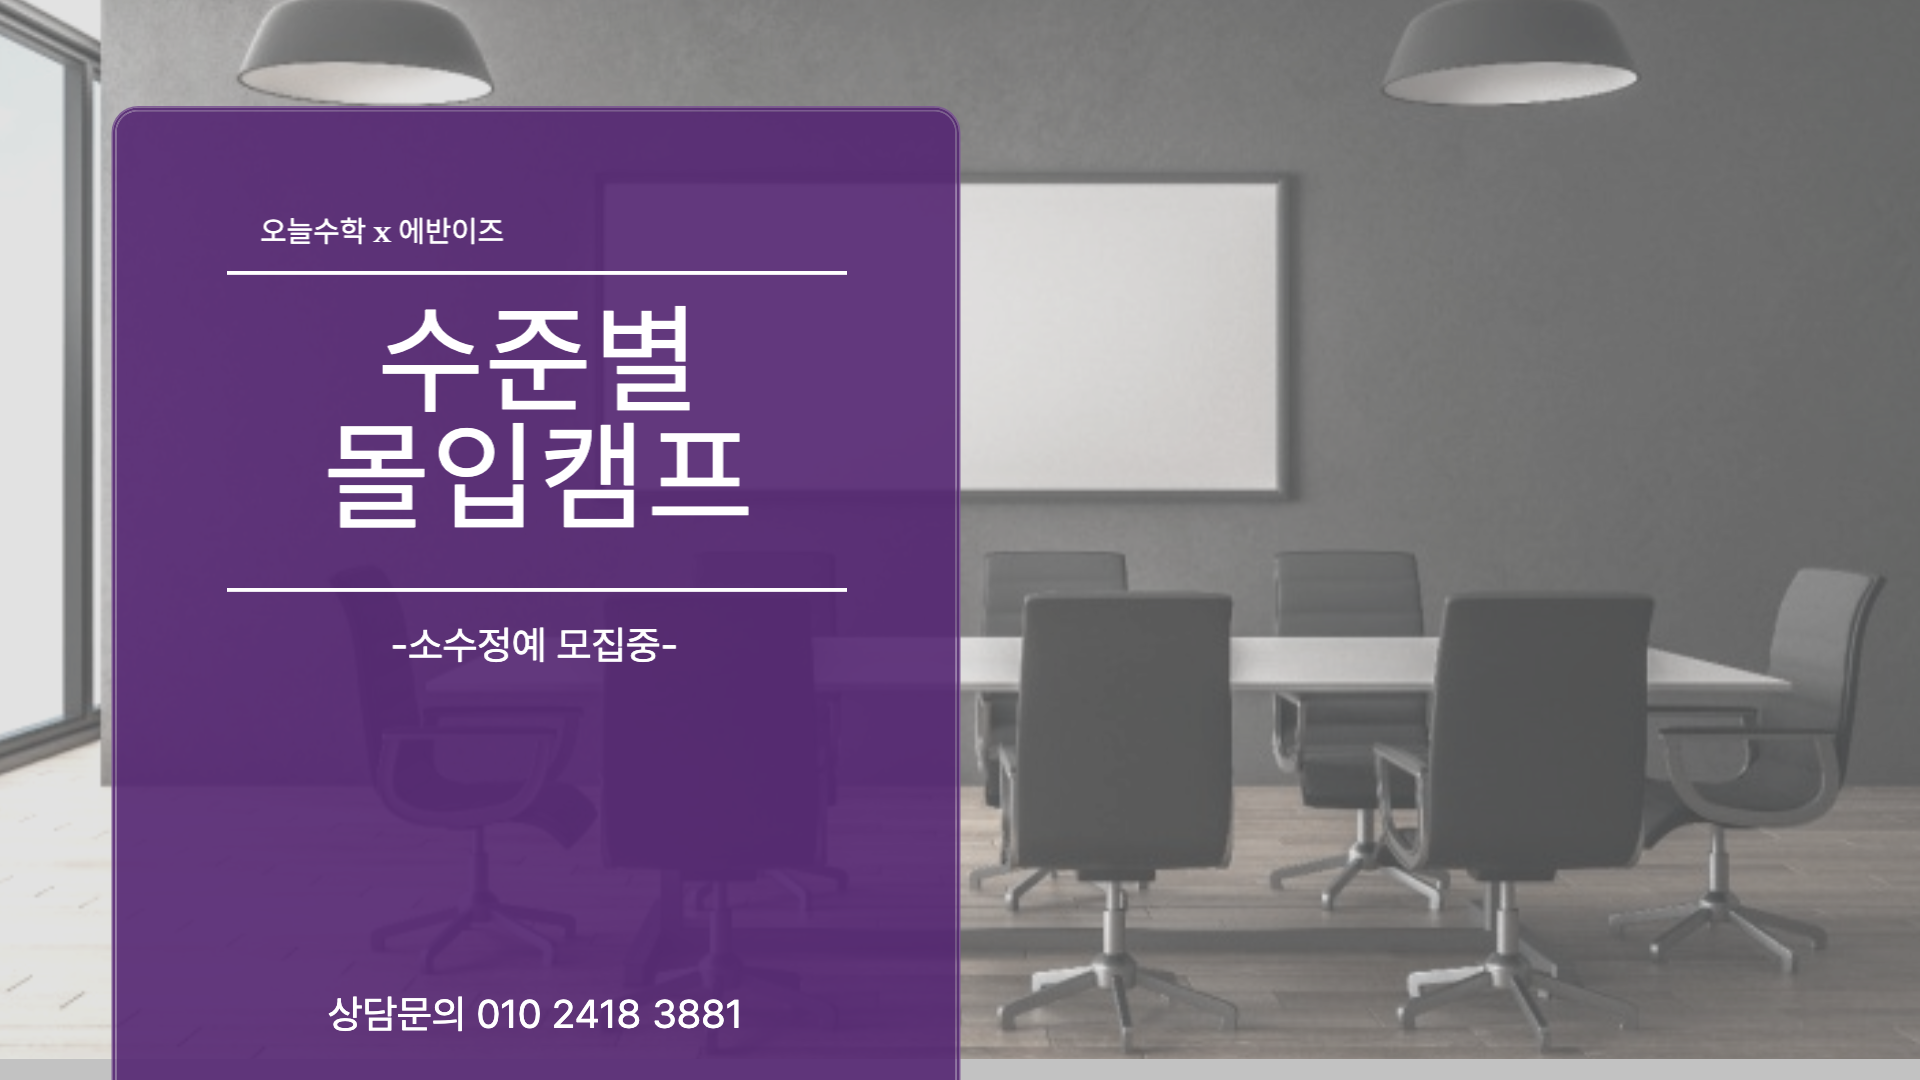 오늘수학 x 에반이즈
수준별
몰입캠프
-소수정예 모집중-
상담문의 010 2418 3881